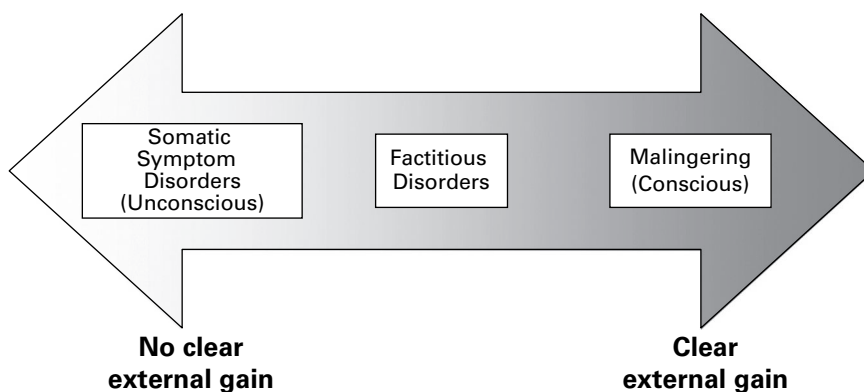 Somatic
Symptom
Disorders
(Unconscious)
Factitious
Disorders
Malingering
(Conscious)
No clear
external gain
Clear
external gain